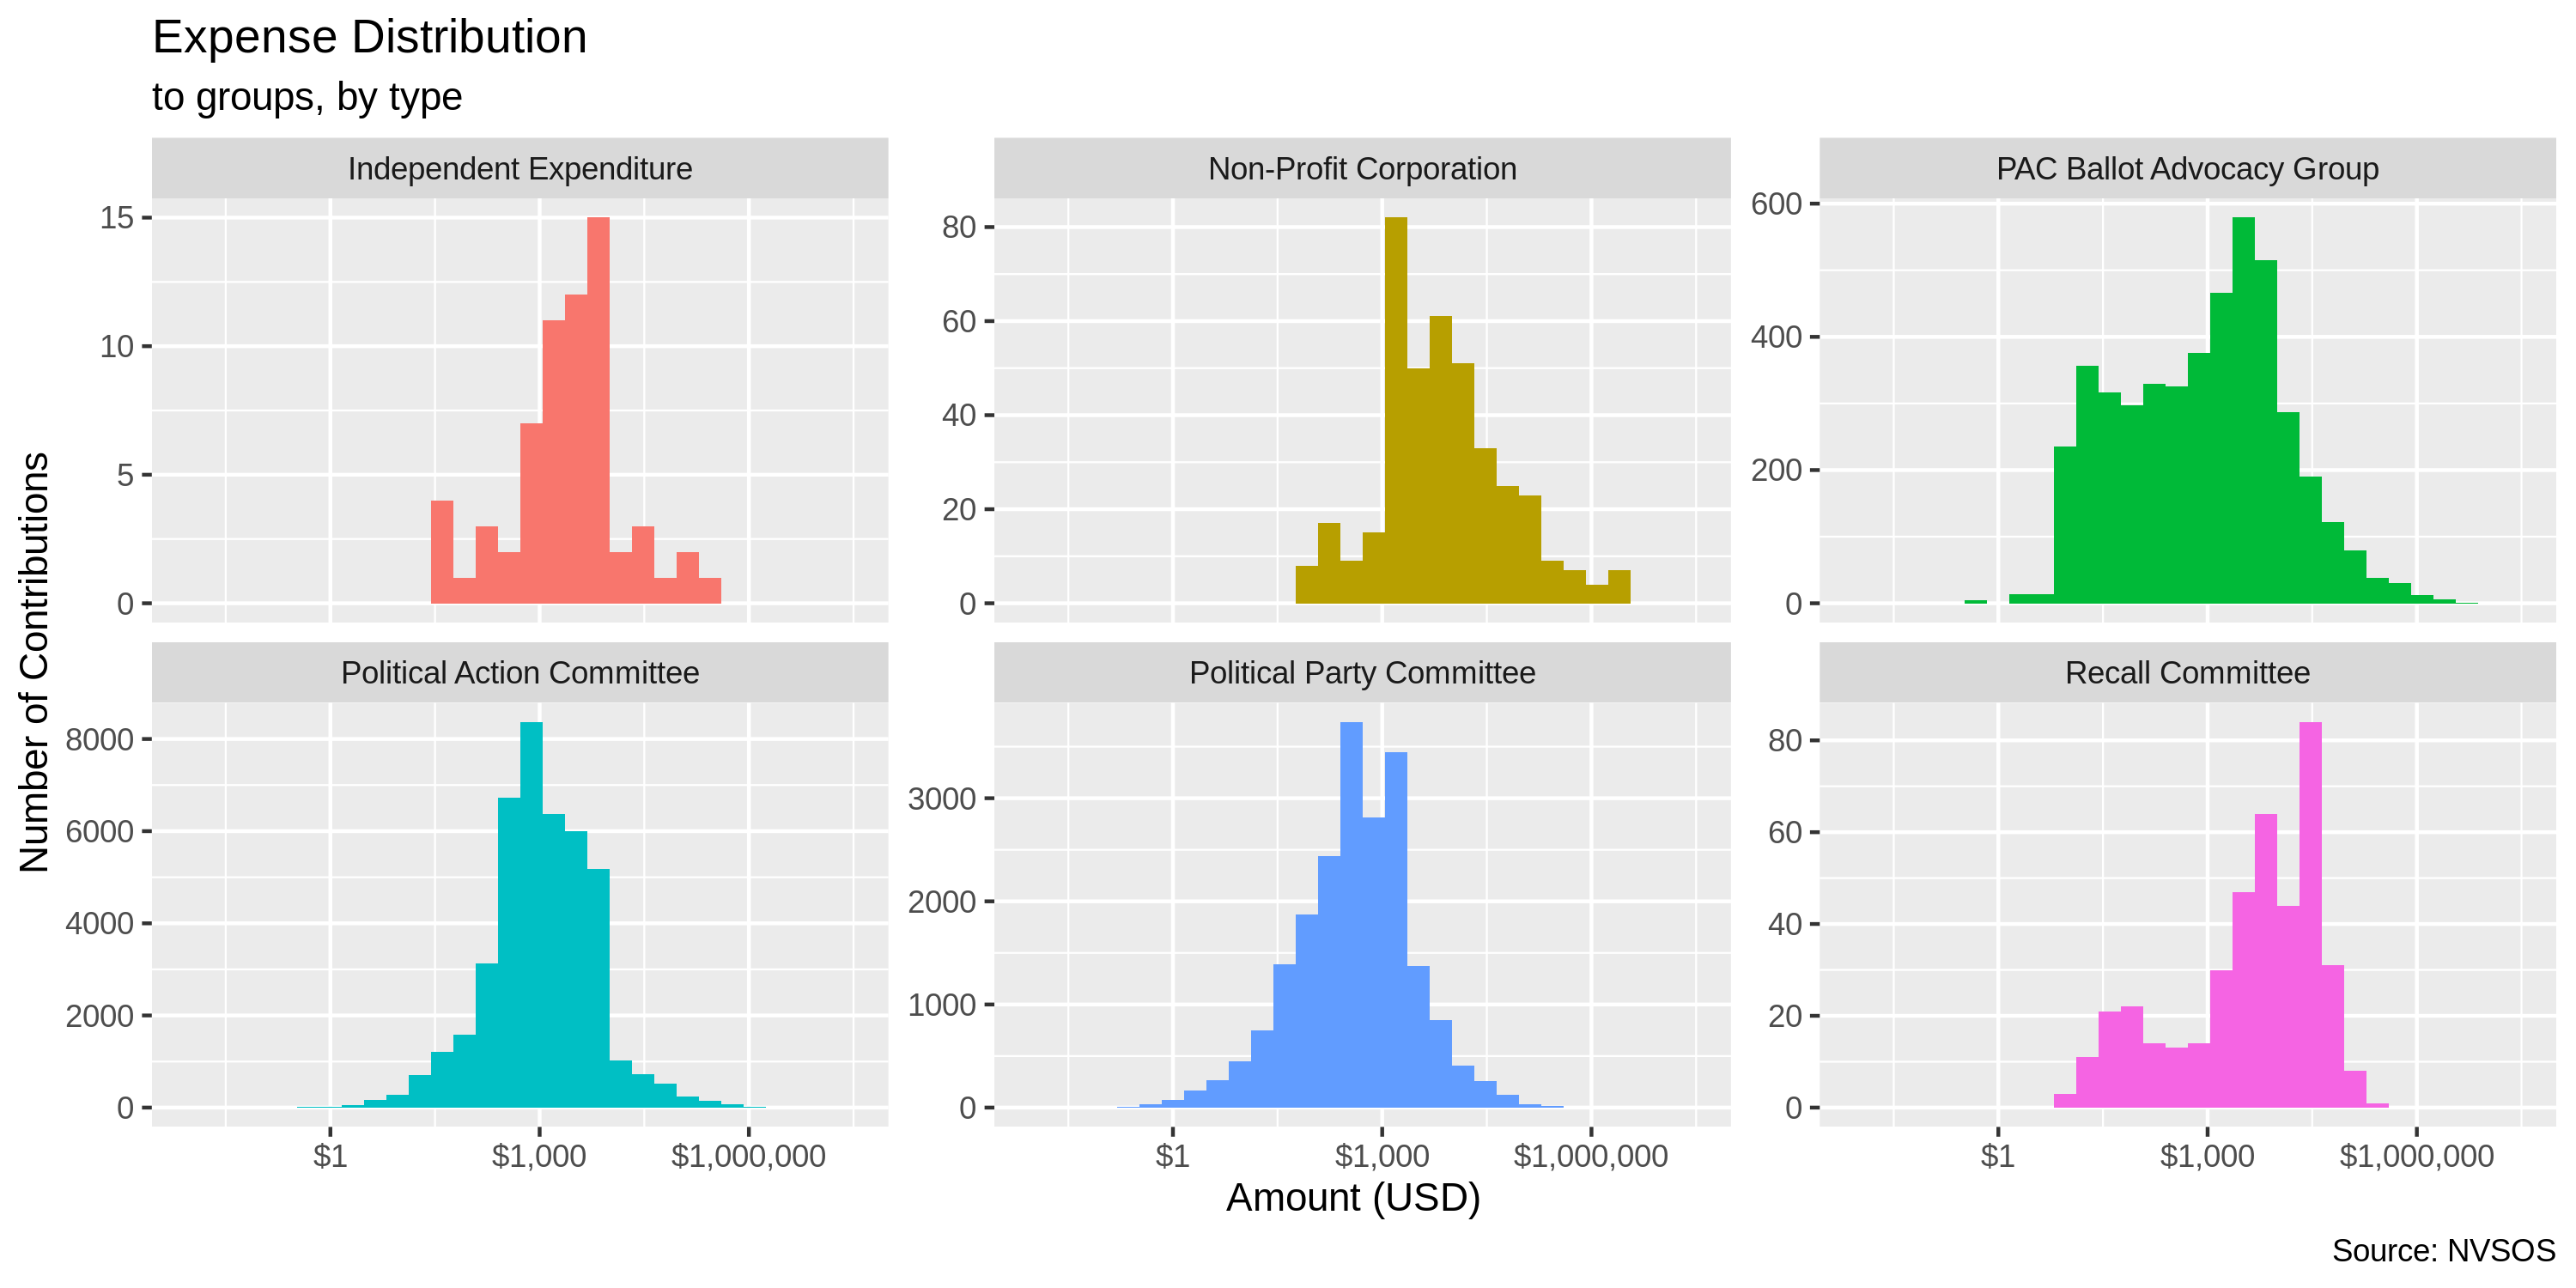 Expense Distribution
to groups, by type
Independent Expenditure
Non-Profit Corporation
PAC Ballot Advocacy Group
15
10
5
0
80
60
40
20
0
600
400
200
0
Number of Contributions
Political Action Committee
Political Party Committee
Recall Committee
8000
6000
4000
2000
0
3000
2000
1000
0
80
60
40
20
0
$1 $1,000 $1,000,000
$1 $1,000 $1,000,000
$1 $1,000 $1,000,000
Amount (USD)
Source: NVSOS